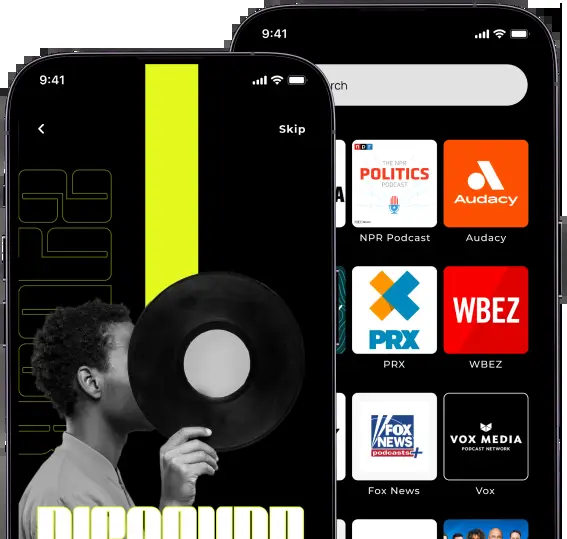 9:41
Skip
9:41
rch
A
npr
THE NPR
POLITICS
PODCAST
NPR Podcast
Audacy
Audacy
PRX
PRX
WBEZ
WBEZ
FOX
NEWS
podcasts+
Fox News
VOX MEDIA
PODCAST NETWORK
Vox